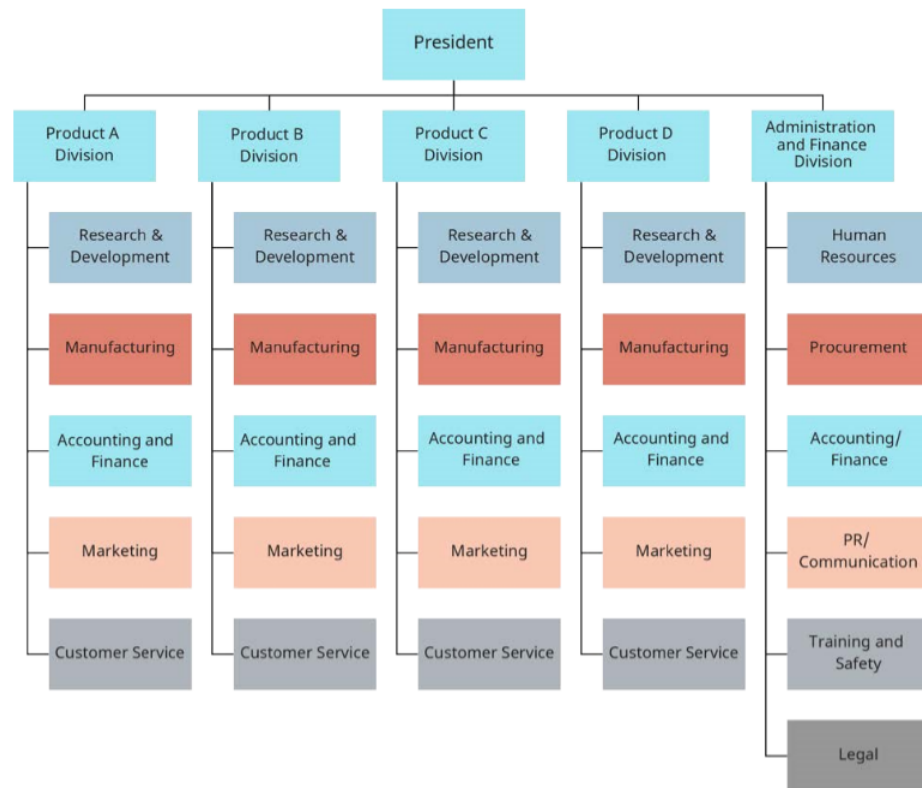 President
Product A
Division
Product B
Division
Product C
Division
Product D
Division
Administration
and Finance
Division
Research &
Development
Research &
Development
Research &
Development
Research &
Development
Human
Resources
Manufacturing
Manufacturing
Manufacturing
Manufacturing
Procurement
Accounting and
Finance
Accounting and
Finance
Accounting and
Finance
Accounting and
Finance
Accounting/
Finance
Marketing
Marketing
Marketing
Marketing
PR/
Communication
Customer Service
Customer Service
Customer Service
Customer Service
Training and
Safety
Legal